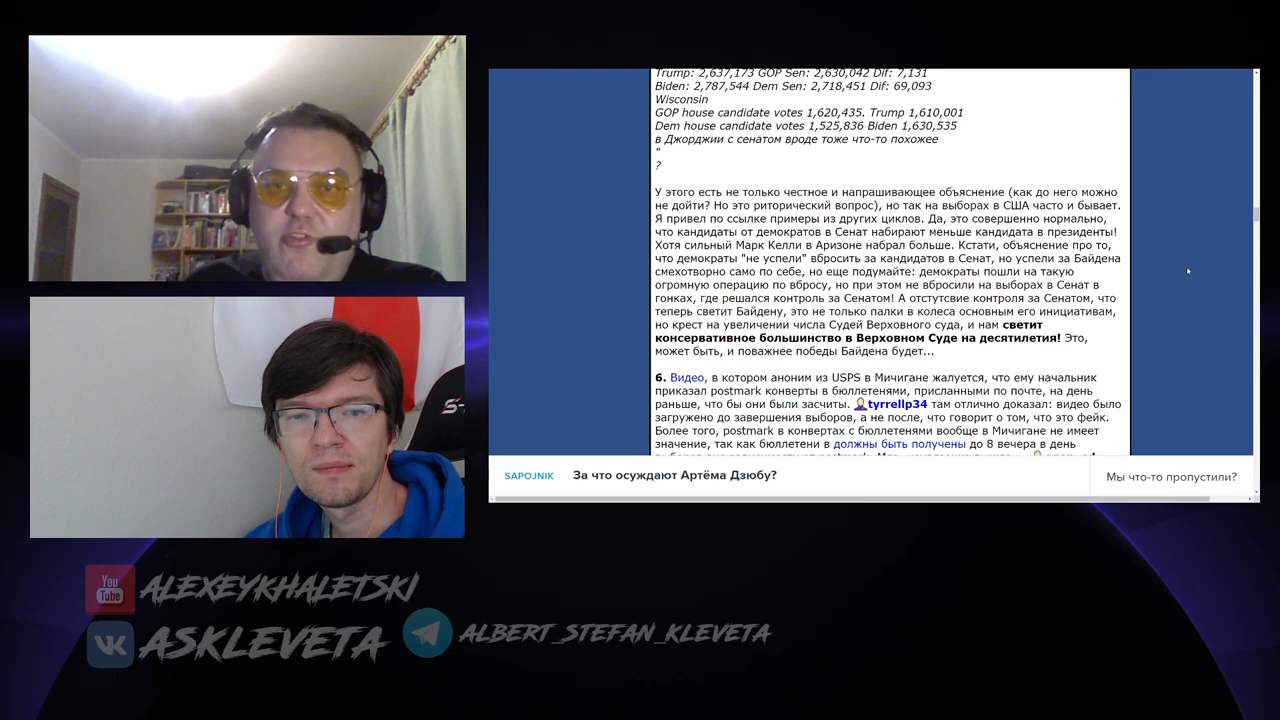 Trump: 2,637,173 GOP Sen: 2,630,042 Dif: 7,131
Biden: 2,787,544 Dem Sen: 2,718,451 Dif: 69,093
Wisconsin
GOP house candidate votes 1,620,435. Trump 1,610,001
Dem house candidate votes 1,525,836 Biden 1,630,535
в Джорджии с сенатом вроде тоже что-то похожее
"
?
У этого есть не только честное и напрашивающее объяснение (как до него можно
не дойти? Но это риторический вопрос), но так на выборах в США часто и бывает.
Я привел по ссылке примеры из других циклов. Да, это совершенно нормально,
что кандидаты от демократов в Сенат набирают меньше кандидата в президенты!
Хотя сильный Марк Келли в Аризоне набрал больше. Кстати, объяснение про то,
что демократы "не успели" вбросить за кандидатов в Сенат, но успели за Байдена
смехотворно само по себе, но еще подумайте: демократы пошли на такую
огромную операцию по вбросу, но при этом не вбросили на выборах в Сенат в
гонках, где решался контроль за Сенатом! А отстутсвие контроля за Сенатом, что
теперь светит Байдену, это не только палки в колеса основным его инициативам,
но крест на увеличении числа Судей Верховного суда, и нам светит
консервативное большинство в Верховном Суде на десятилетия! Это,
может быть, и поважнее победы Байдена будет...
6. Видео, в котором аноним из USPS в Мичигане жалуется, что ему начальник
приказал postmark конверты в бюллетенями, присланными по почте, на день
раньше, что бы они были засчиты. tyrrellp34 там отлично доказал: видео было
загружено до завершения выборов, а не после, что говорит о том, что это фейк.
Более того, postmark в конвертах с бюллетенями вообще в Мичигане не имеет
значение, так как бюллетени в должны быть получены до 8 вечера в день
SAPOJNIK За что осуждают Артёма Дзюбу? Мы что-то пропустили?
You
Tube
ALEXEYKHALETSKI
ASKLEVETA
ALBERT_STEFAN_KLEVETA